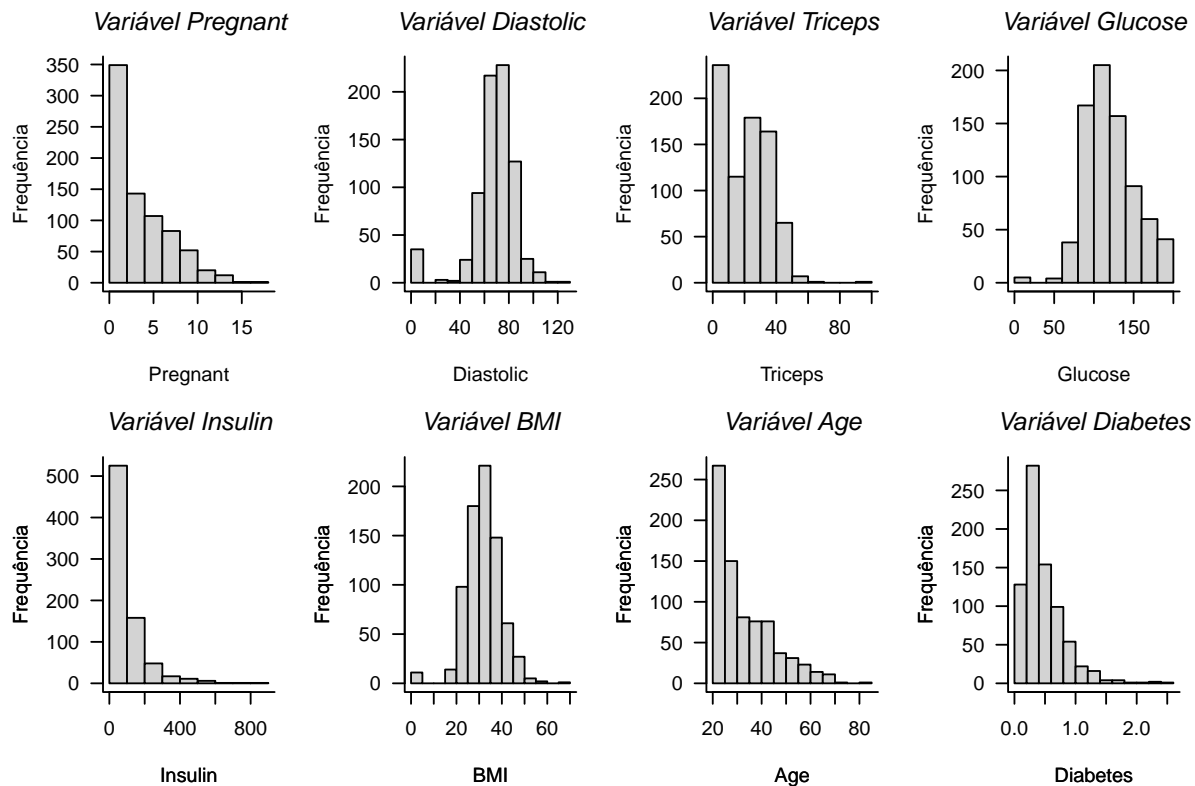 Variável Pregnant
Frequência
350
300
250
200
150
100
50
0
0 5 10 15
Pregnant
Variável Diastolic
Frequência
200
150
100
50
0
0 40 80 120
Diastolic
Variável Triceps
Frequência
200
150
100
50
0
0 40 80
Triceps
Variável Glucose
Frequência
200
150
100
50
0
0 50 150
Glucose
Variável Insulin
Frequência
500
400
300
200
100
0
0 400 800
Insulin
Variável BMI
Frequência
200
150
100
50
0
0 20 40 60
BMI
Variável Age
Frequência
250
200
150
100
50
0
20 40 60 80
Age
Variável Diabetes
Frequência
250
200
150
100
50
0
0.0 1.0 2.0
Diabetes